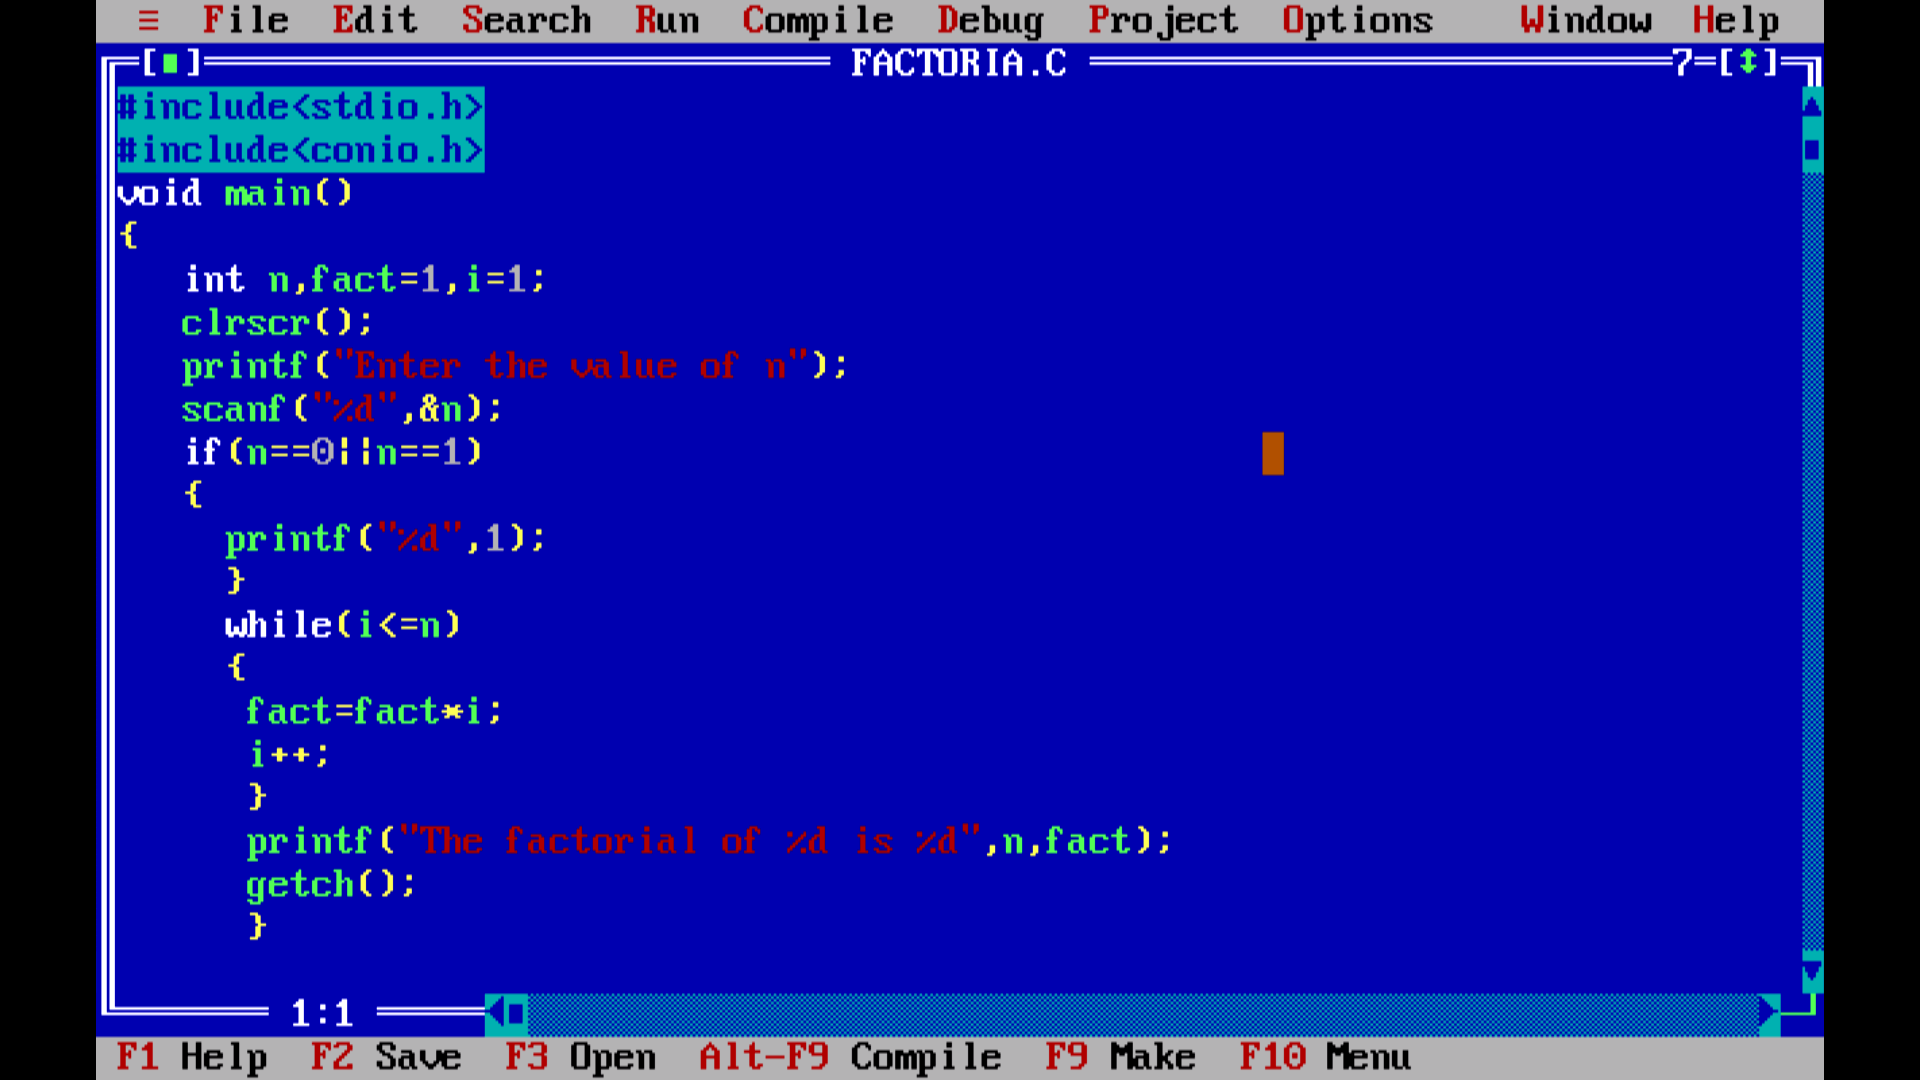 ≡ File Edit Search Run Compile Debug Project Options Window Help
[■] FACTORIA.C 7=[↕]
#include<stdio.h>
#include<conio.h>
void main()
{
int n,fact=1,i=1;
clrscr();
printf("Enter the value of n");
scanf("%d",&n);
if(n==0||n==1)
{
printf("%d",1);
}
while(i<=n)
{
fact=fact*i;
i++;
}
printf("The factorial of %d is %d",n,fact);
getch();
}
1:1
F1 Help F2 Save F3 Open Alt-F9 Compile F9 Make F10 Menu